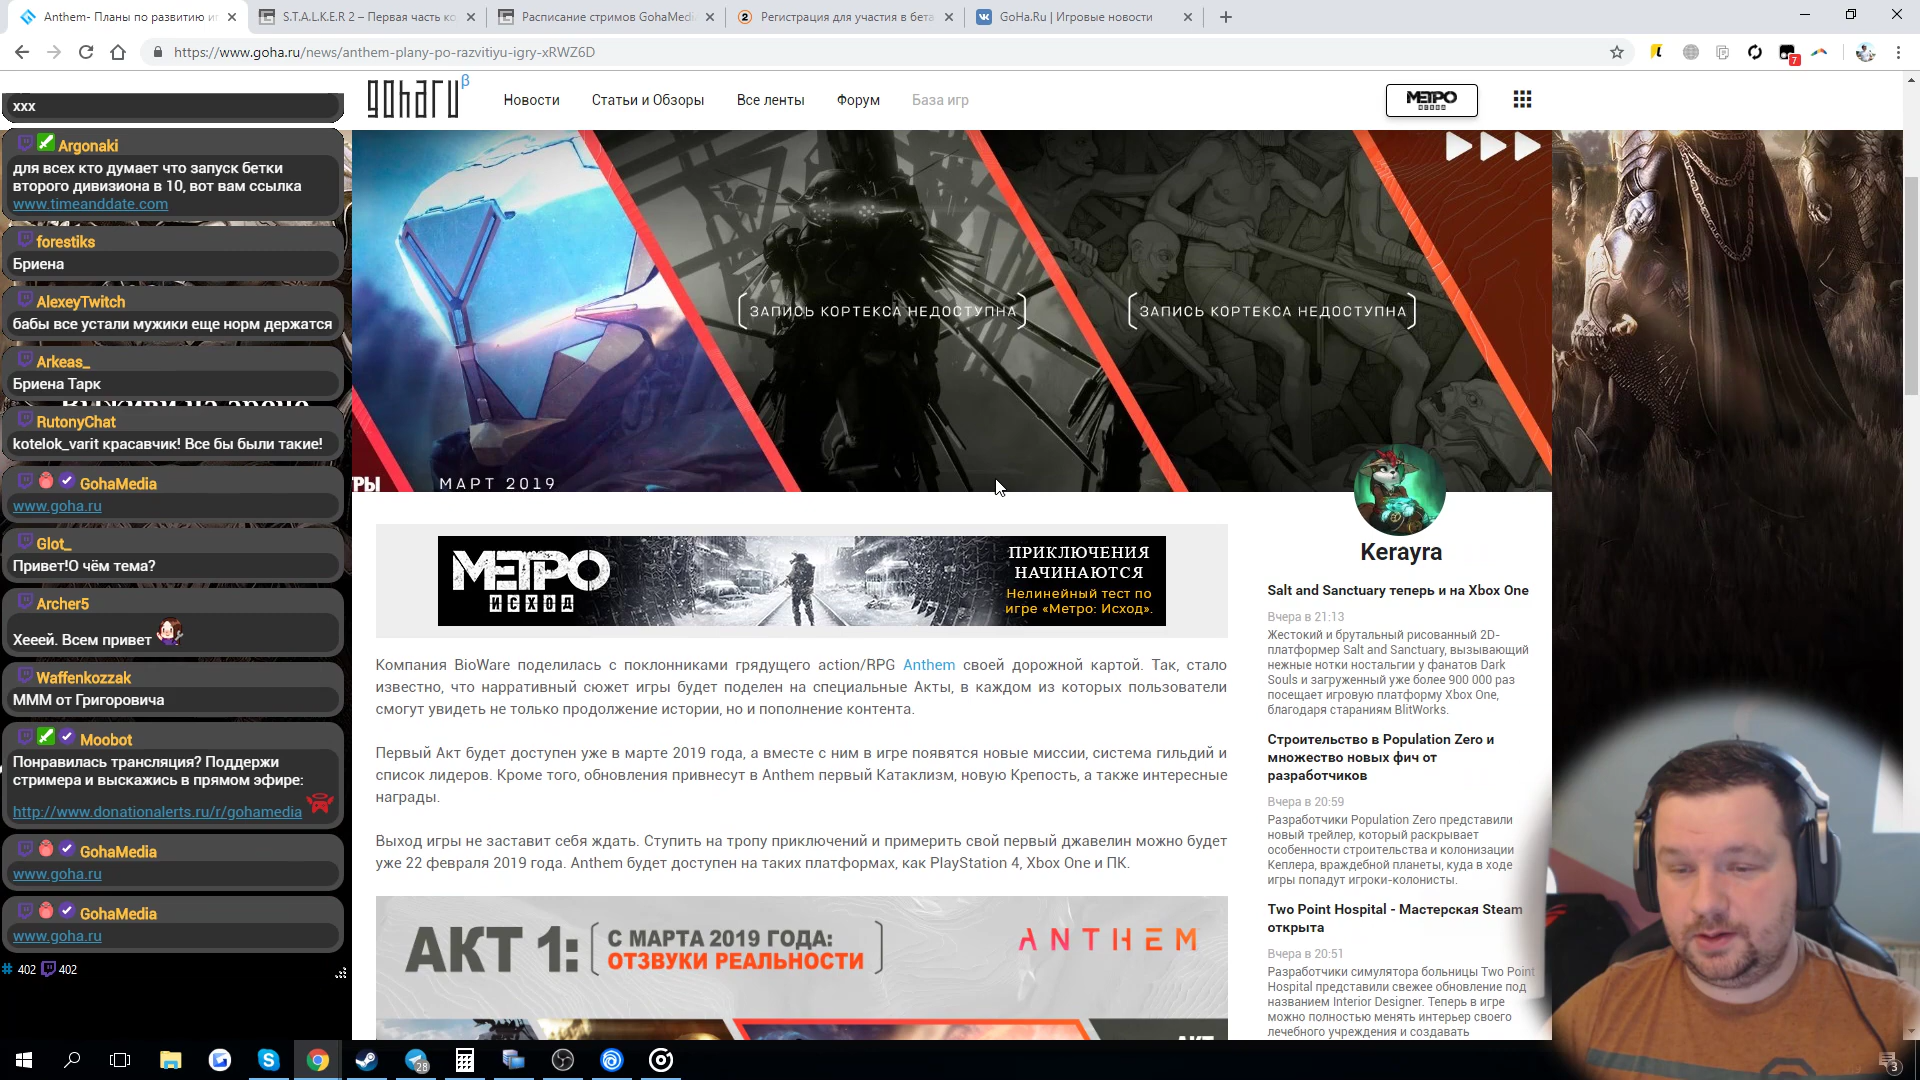 Anthem- Планы по развитию иг
S.T.A.L.K.E.R 2 – Первая часть ко
Расписание стримов GohaMedi
Регистрация для участия в бета
GoHa.Ru | Игровые новости
https://www.goha.ru/news/anthem-plany-po-razvitiyu-igry-xRWZ6D
7
goharu β
Новости
Статьи и Обзоры
Все ленты
Форум
База игр
МЕТРО
ИСХОД
xxx
Argonaki
для всех кто думает что запуск бетки
второго дивизиона в 10, вот вам ссылка
www.timeanddate.com
forestiks
Бриена
AlexeyTwitch
бабы все устали мужики еще норм держатся
Arkeas_
Бриена Тарк
RutonyChat
kotelok_varit красавчик! Все бы были такие!
GohaMedia
www.goha.ru
Glot_
Привет!О чём тема?
Archer5
Хееей. Всем привет
Waffenkozzak
МММ от Григоровича
Moobot
Понравилась трансляция? Поддержи
стримера и выскажись в прямом эфире:
http://www.donationalerts.ru/r/gohamedia
GohaMedia
www.goha.ru
GohaMedia
www.goha.ru
402 402
ЗАПИСЬ КОРТЕКСА НЕДОСТУПНА
ЗАПИСЬ КОРТЕКСА НЕДОСТУПНА
РЫ
МАРТ 2019
МЕТРО
ИСХОД
ПРИКЛЮЧЕНИЯ
НАЧИНАЮТСЯ
Нелинейный тест по
игре «Метро: Исход».
Компания BioWare поделилась с поклонниками грядущего action/RPG Anthem своей дорожной картой. Так, стало
известно, что нарративный сюжет игры будет поделен на специальные Акты, в каждом из которых пользователи
смогут увидеть не только продолжение истории, но и пополнение контента.
Первый Акт будет доступен уже в марте 2019 года, а вместе с ним в игре появятся новые миссии, система гильдий и
список лидеров. Кроме того, обновления привнесут в Anthem первый Катаклизм, новую Крепость, а также интересные
награды.
Выход игры не заставит себя ждать. Ступить на тропу приключений и примерить свой первый джавелин можно будет
уже 22 февраля 2019 года. Anthem будет доступен на таких платформах, как PlayStation 4, Xbox One и ПК.
АКТ 1:
С МАРТА 2019 ГОДА:
ОТЗВУКИ РЕАЛЬНОСТИ
ANTHEM
АКТ
Kerayra
Salt and Sanctuary теперь и на Xbox One
Вчера в 21:13
Жестокий и брутальный рисованный 2D-
платформер Salt and Sanctuary, вызывающий
нежные нотки ностальгии у фанатов Dark
Souls и загруженный уже более 900 000 раз
посещает игровую платформу Xbox One,
благодаря стараниям BlitWorks.
Строительство в Population Zero и
множество новых фич от
разработчиков
Вчера в 20:59
Разработчики Population Zero представили
новый трейлер, который раскрывает
особенности строительства и колонизации
Кеплера, враждебной планеты, куда в ходе
игры попадут игроки-колонисты.
Two Point Hospital - Мастерская Steam
открыта
Вчера в 20:51
Разработчики симулятора больницы Two Point
Hospital представили свежее обновление под
названием Interior Designer. Теперь в игре
можно полностью менять интерьер своего
лечебного учреждения и создавать
28
3